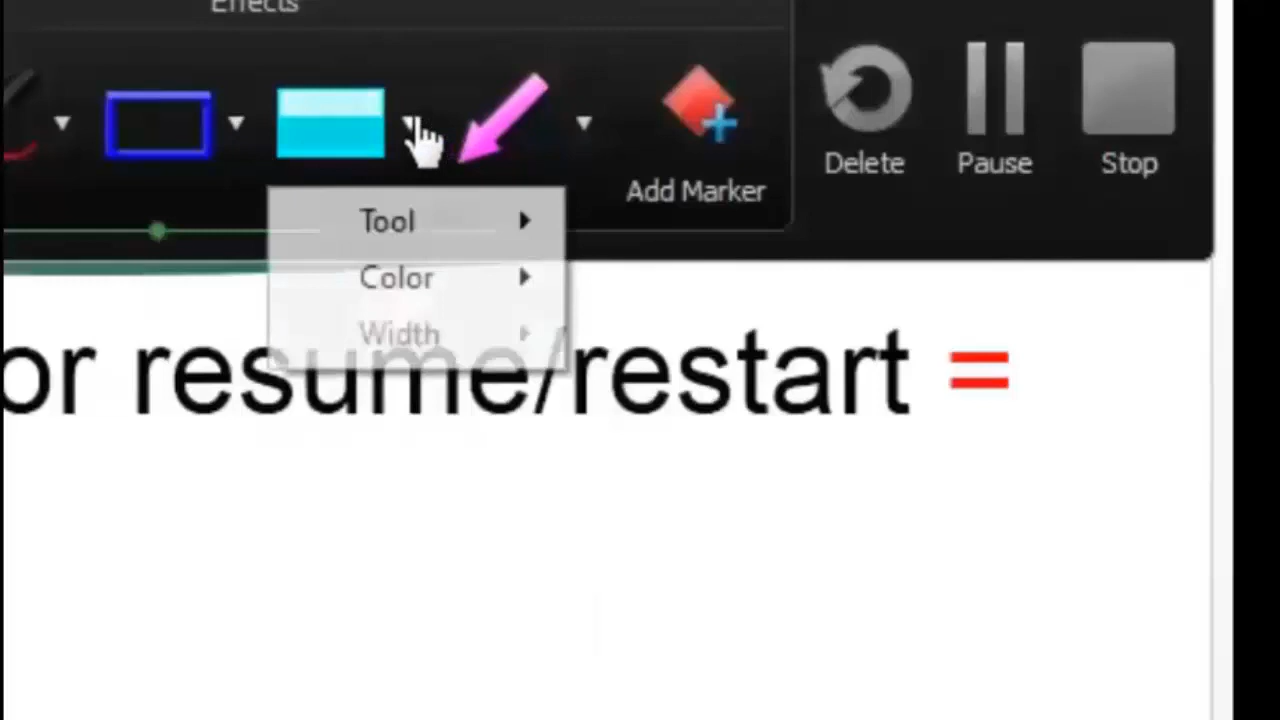 Effects
Add Marker
Delete
Pause
Stop
Tool
Color
Width
or resume/restart =